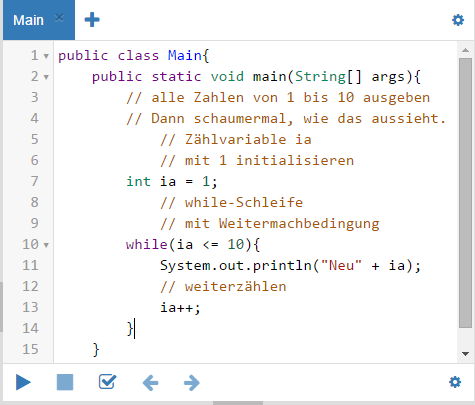 Main × +
1 public class Main{
2     public static void main(String[] args){
3         // alle Zahlen von 1 bis 10 ausgeben
4         // Dann schaumermal, wie das aussieht.
5             // Zählvariable ia
6             // mit 1 initialisieren
7         int ia = 1;
8             // while-Schleife
9             // mit Weitermachbedingung
10         while(ia <= 10){
11             System.out.println("Neu" + ia);
12             // weiterzählen
13             ia++;
14         }
15     }